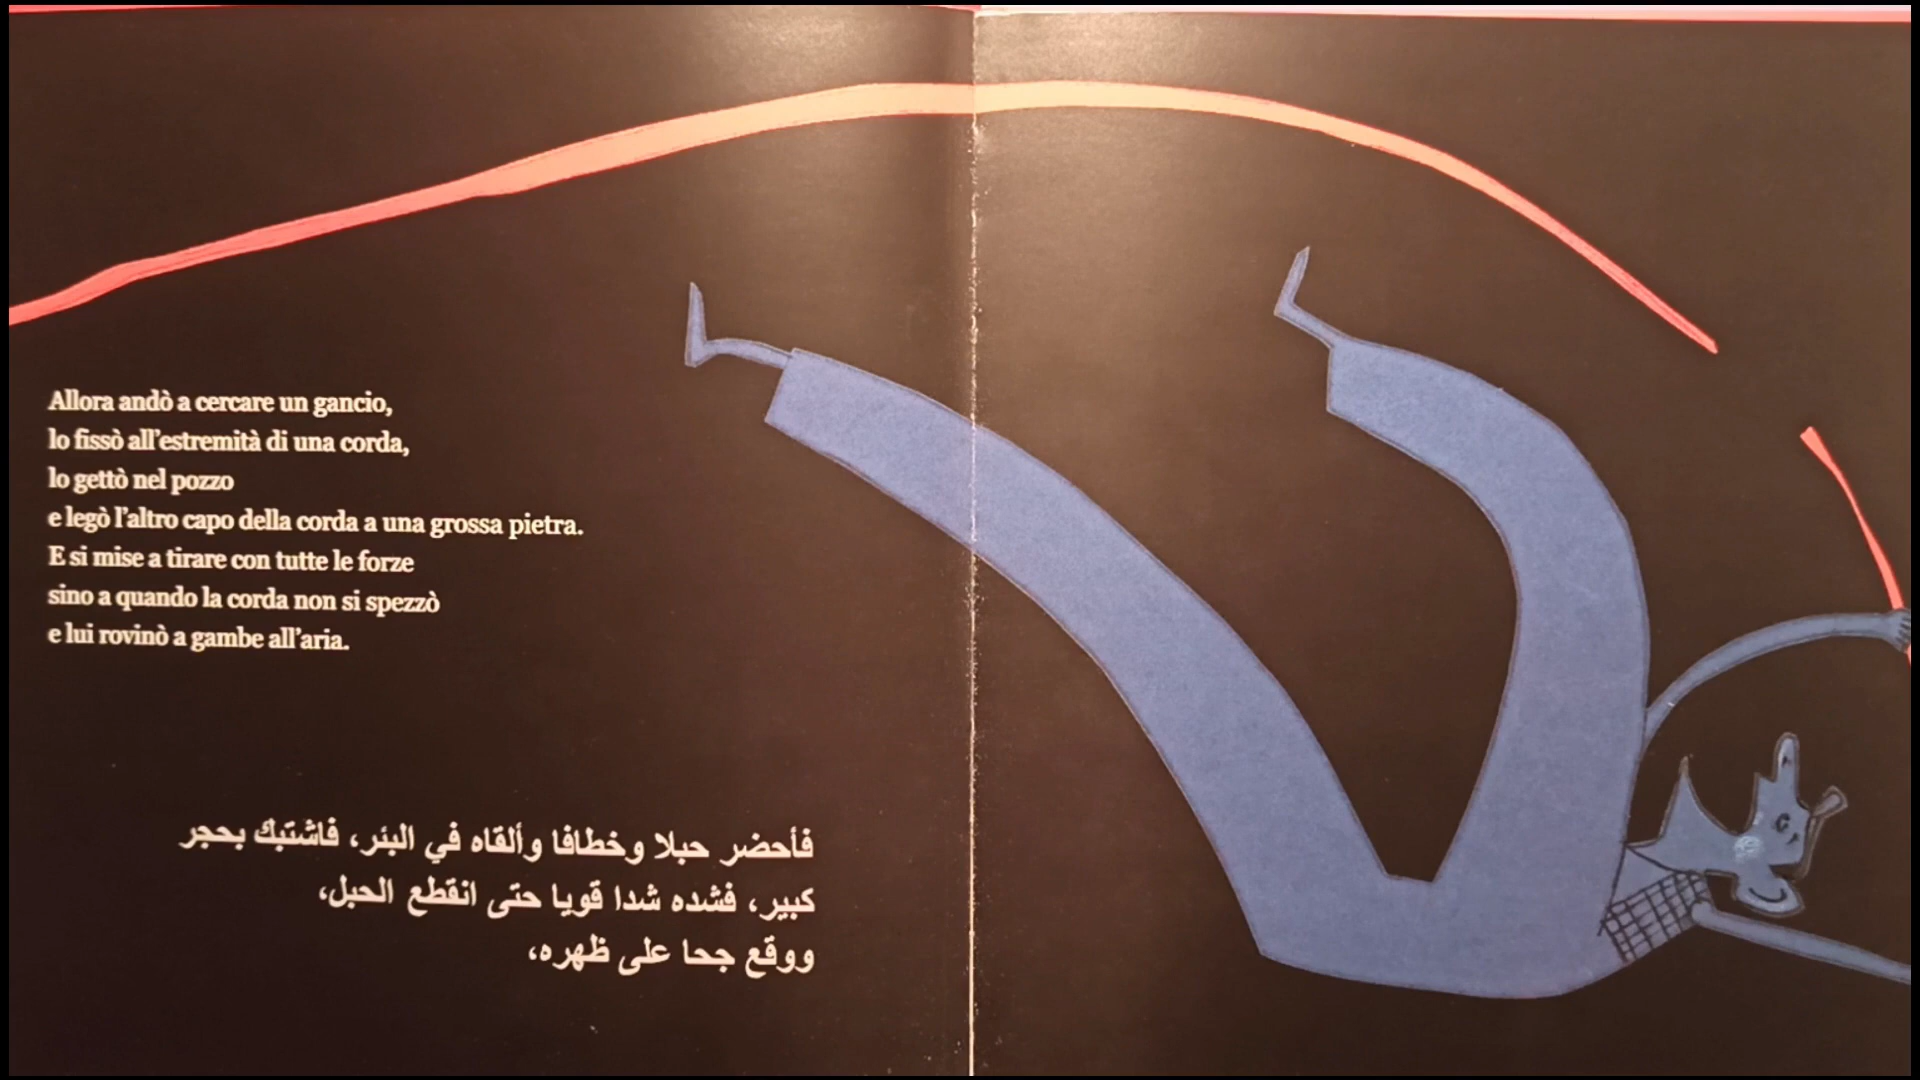 Allora andò a cercare un gancio,
lo fissò all'estremità di una corda,
lo gettò nel pozzo
e legò l'altro capo della corda a una grossa pietra.
E si mise a tirare con tutte le forze
sino a quando la corda non si spezzò
e lui rovinò a gambe all'aria.
فأحضر حبلا وخطافا وألقاه في البئر، فاشتبك بحجر
كبير، فشده شدا قويا حتى انقطع الحبل،
ووقع جحا على ظهره،